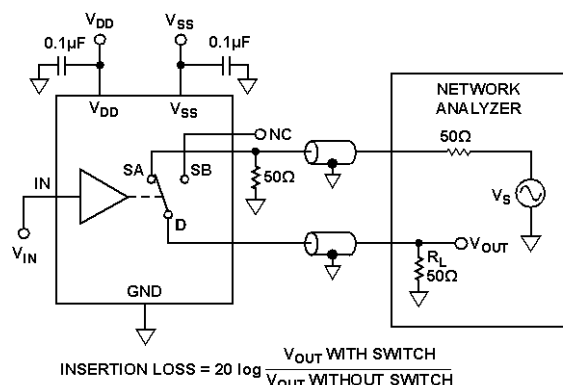 VDD VSS
0.1µF 0.1µF
VDD VSS
NETWORK
ANALYZER
NC
50Ω
SA SB
50Ω
IN
VS
D
VIN
VOUT
RL
50Ω
GND
INSERTION LOSS = 20 log VOUT WITH SWITCH
VOUT WITHOUT SWITCH